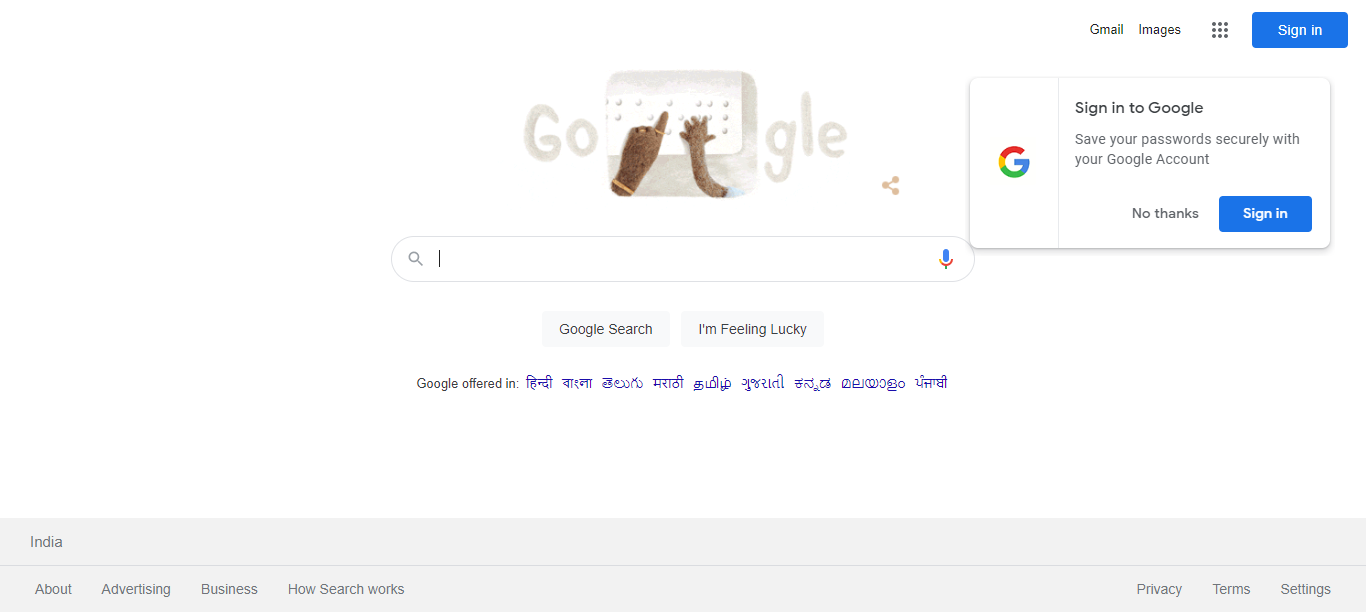 Gmail Images Sign in
Google
Sign in to Google
Save your passwords securely with
your Google Account
No thanks Sign in
Google Search I'm Feeling Lucky
Google offered in: हिन्दी বাংলা తెలుగు मराठी தமிழ் ગુજરાતી ಕನ್ನಡ മലയാളം ਪੰਜਾਬੀ
India
About Advertising Business How Search works Privacy Terms Settings